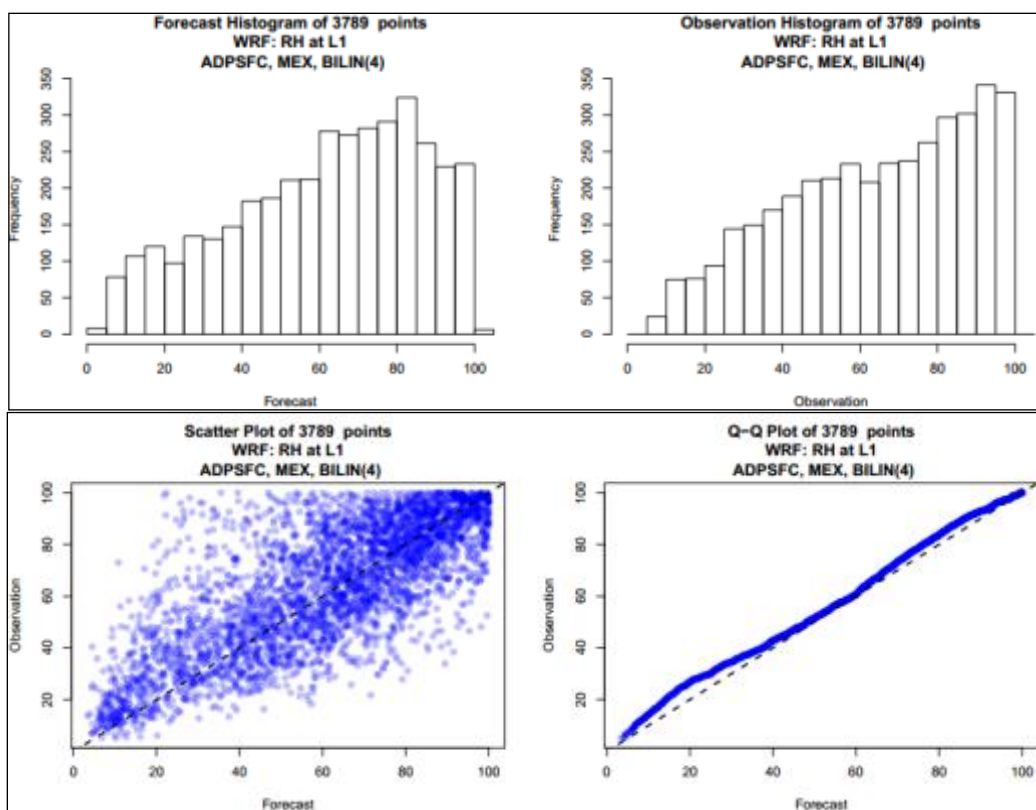 Forecast Histogram of 3789 points
WRF: RH at L1
ADPSFC, MEX, BILIN(4)
Frequency
350
300
250
200
150
100
50
0
0 20 40 60 80 100
Forecast
Observation Histogram of 3789 points
WRF: RH at L1
ADPSFC, MEX, BILIN(4)
Frequency
350
300
250
200
150
100
50
0
0 20 40 60 80 100
Observation
Scatter Plot of 3789 points
WRF: RH at L1
ADPSFC, MEX, BILIN(4)
Observation
100
80
60
40
20
0 20 40 60 80 100
Forecast
Q−Q Plot of 3789 points
WRF: RH at L1
ADPSFC, MEX, BILIN(4)
Observation
100
80
60
40
20
0 20 40 60 80 100
Forecast